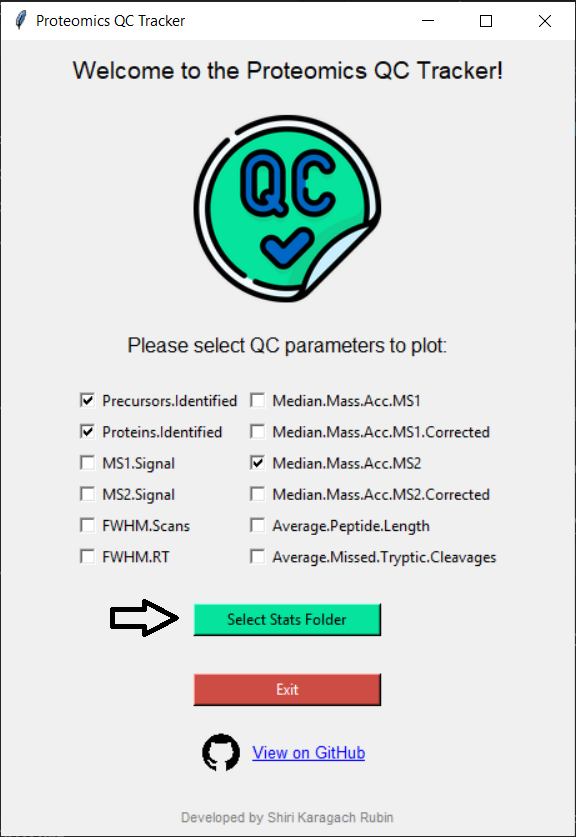 Proteomics QC Tracker
Welcome to the Proteomics QC Tracker!
QC
Please select QC parameters to plot:
Precursors.Identified Median.Mass.Acc.MS1
Proteins.Identified Median.Mass.Acc.MS1.Corrected
MS1.Signal Median.Mass.Acc.MS2
MS2.Signal Median.Mass.Acc.MS2.Corrected
FWHM.Scans Average.Peptide.Length
FWHM.RT Average.Missed.Tryptic.Cleavages
Select Stats Folder
Exit
View on GitHub
Developed by Shiri Karagach Rubin